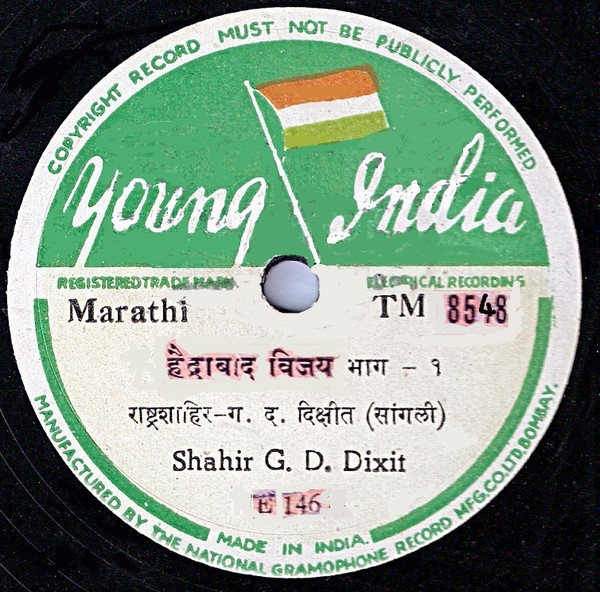 COPYRIGHT RECORD MUST NOT BE PUBLICLY PERFORMED
Young India
REGISTERED TRADE MARK. ELECTRICAL RECORDINGS
Marathi TM 8548
हैद्राबाद विजय भाग - १
राष्ट्रशाहिर-ग. द. दिक्षीत (सांगली)
Shahir G. D. Dixit
E 146
MADE IN INDIA.
MANUFACTURED BY THE NATIONAL GRAMOPHONE RECORD MFG.CO.LTD.BOMBAY.